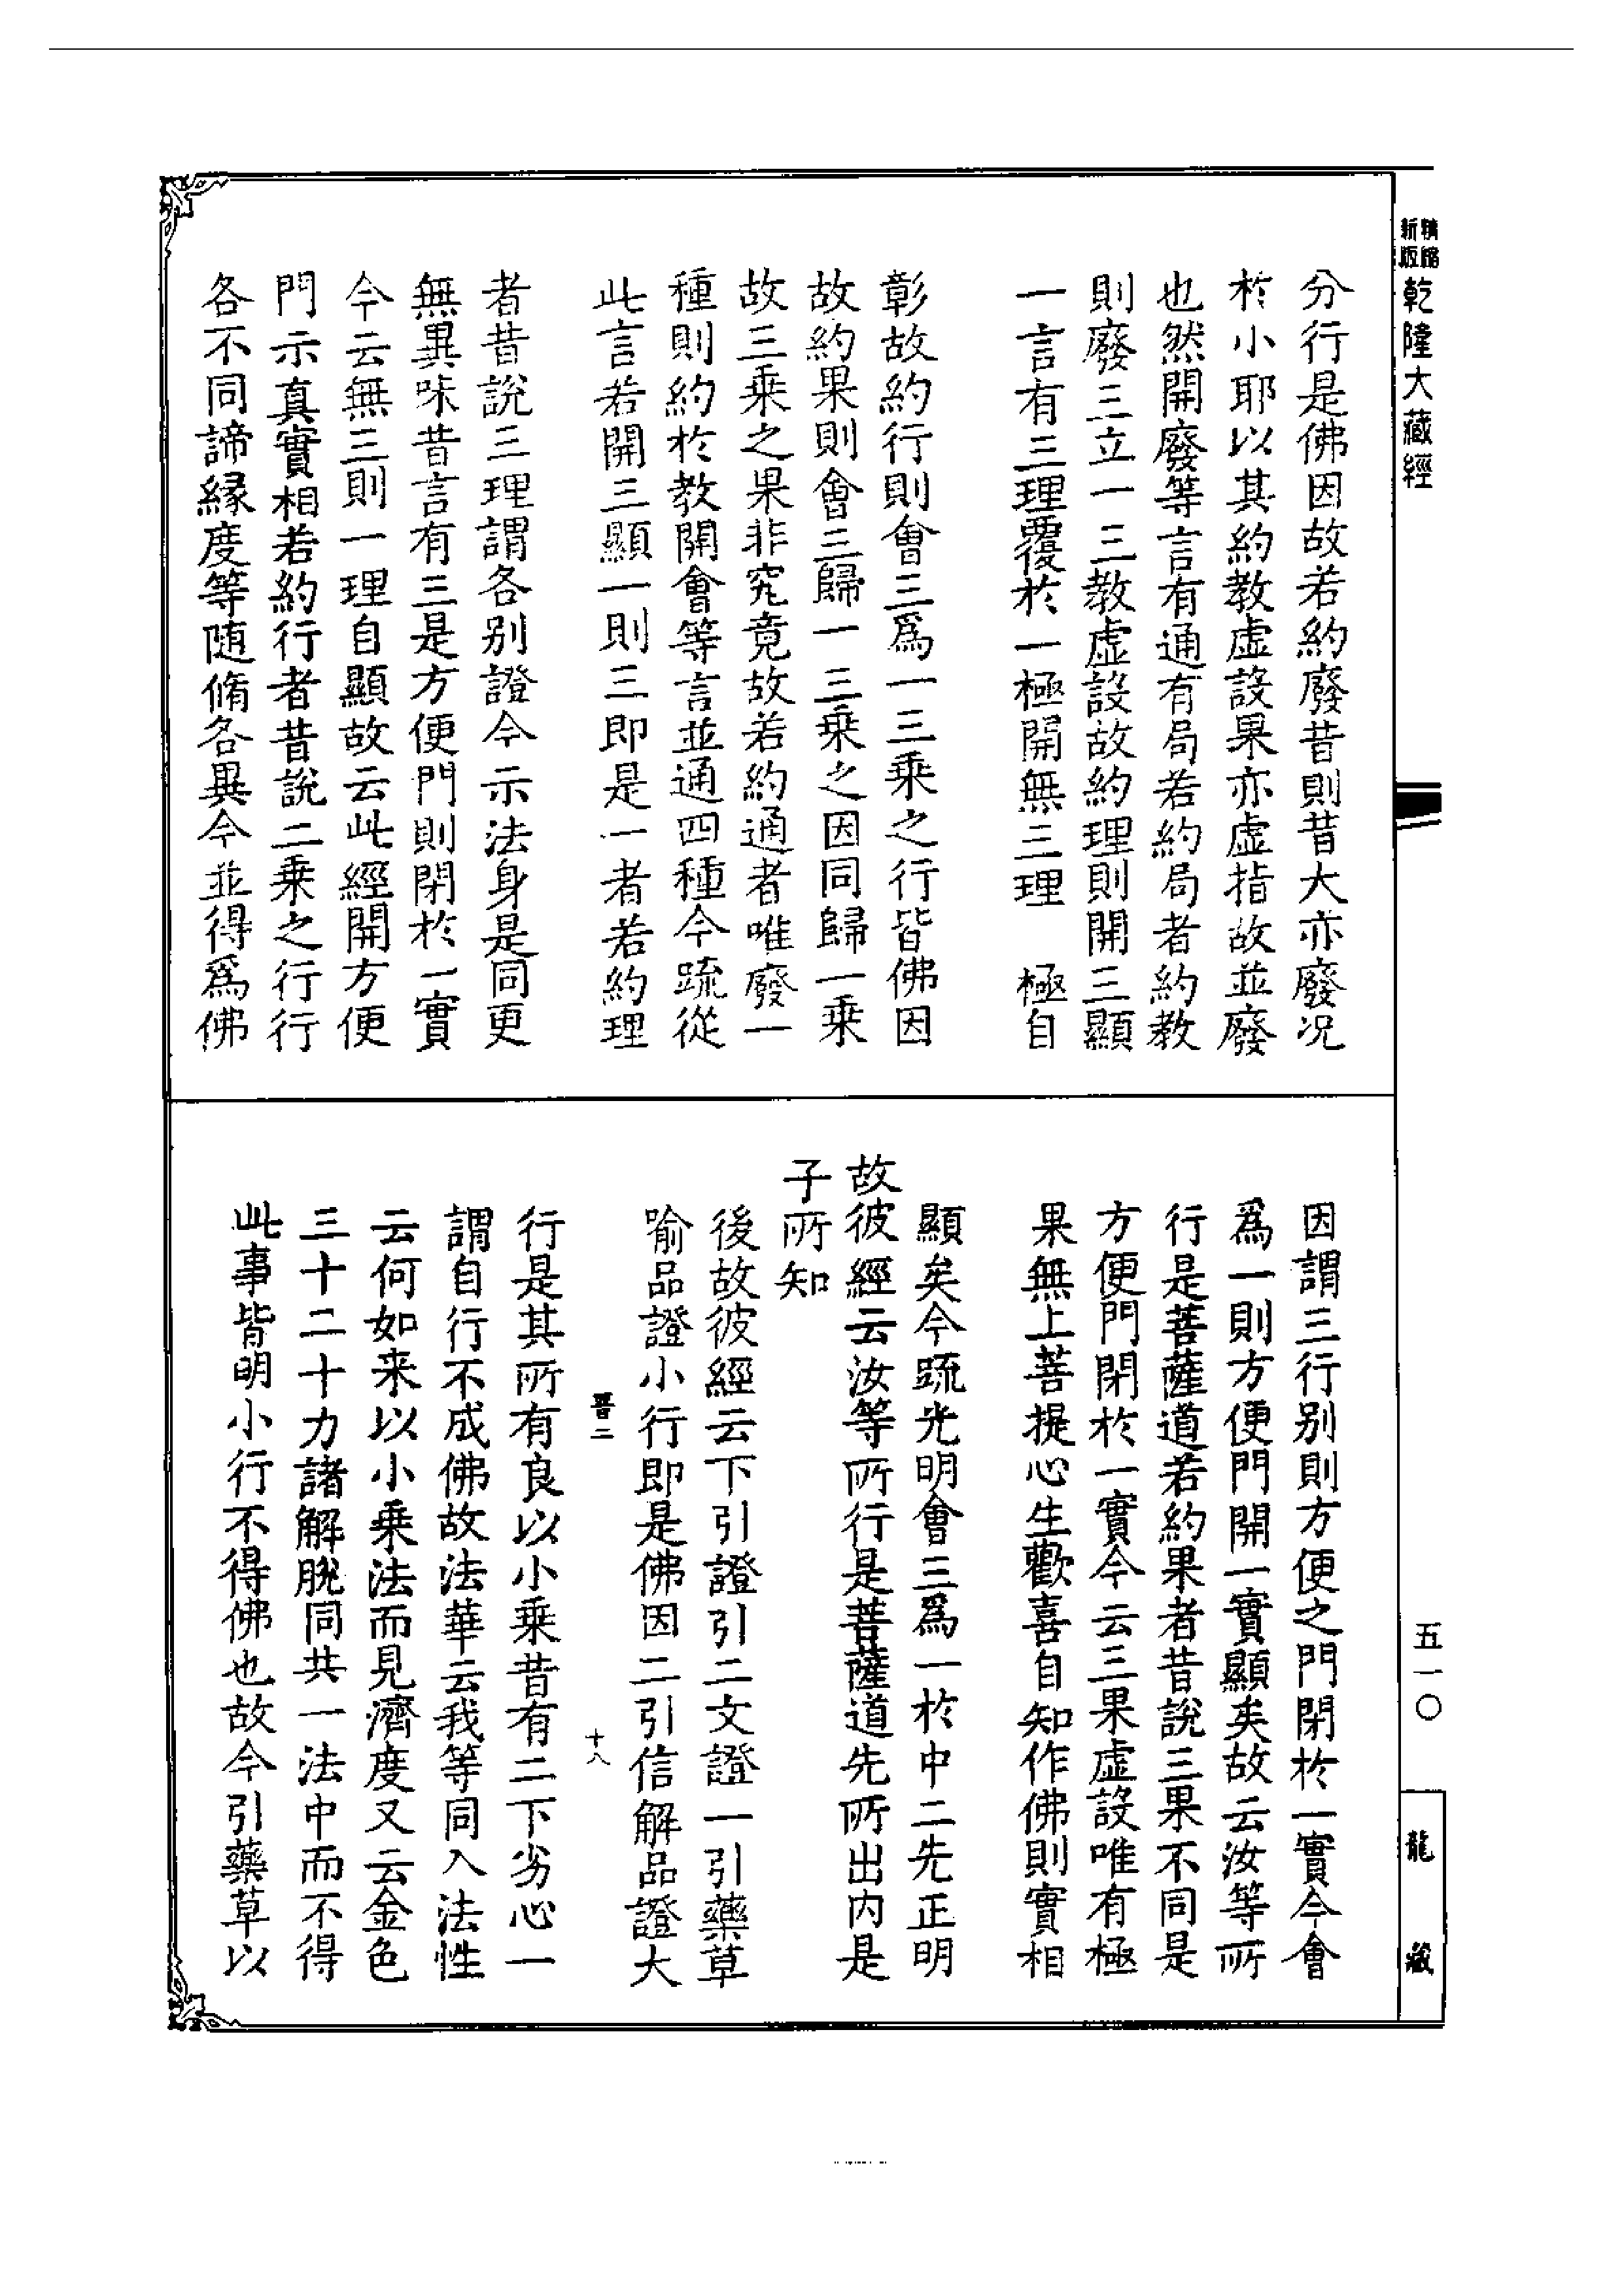 精縮
新版
乾隆大藏經
分行是佛因故若約廢昔則昔大亦廢况
於小耶以其約教虛設果亦虛指故並廢
也然開廢等言有通有局若約局者約教
則廢三立一三教虛設故約理則開三顯
一言有三理覆於一極開無三理 極自
彰故約行則會三爲一三乘之行皆佛因
故約果則會三歸一三乘之因同歸一乘
故三乘之果非究竟故若約通者唯廢一
種則約於教開會等言並通四種今䟽從
此言若開三顯一則三即是一者若約理
者昔說三理謂各别證今示法身是同更
無異味昔言有三是方便門則閉於一實
今云無三則一理自顯故云此經開方便
門示真實相若約行者昔說二乘之行行
各不同諦緣度等随脩各異今並得爲佛
因謂三行别則方便之門閉於一實今會
爲一則方便門開一實顯矣故云汝等所
行是菩薩道若約果者昔說三果不同是
方便門閉於一實今云三果虛設唯有極
果無上菩提心生歡喜自知作佛則實相
顯矣今䟽光明會三爲一於中二先正明
故彼經云汝等所行是菩薩道先所出内是
子所知
後故彼經云下引證引二文證一引藥草
喻品證小行即是佛因二引信解品證大
晋二
十八
行是其所有良以小乘昔有二下劣心一
謂自行不成佛故法華云我等同入法性
云何如来以小乘法而見濟度又云金色
三十二十力諸解脱同共一法中而不得
此事皆明小行不得佛也故今引藥草以
五一〇
龍藏